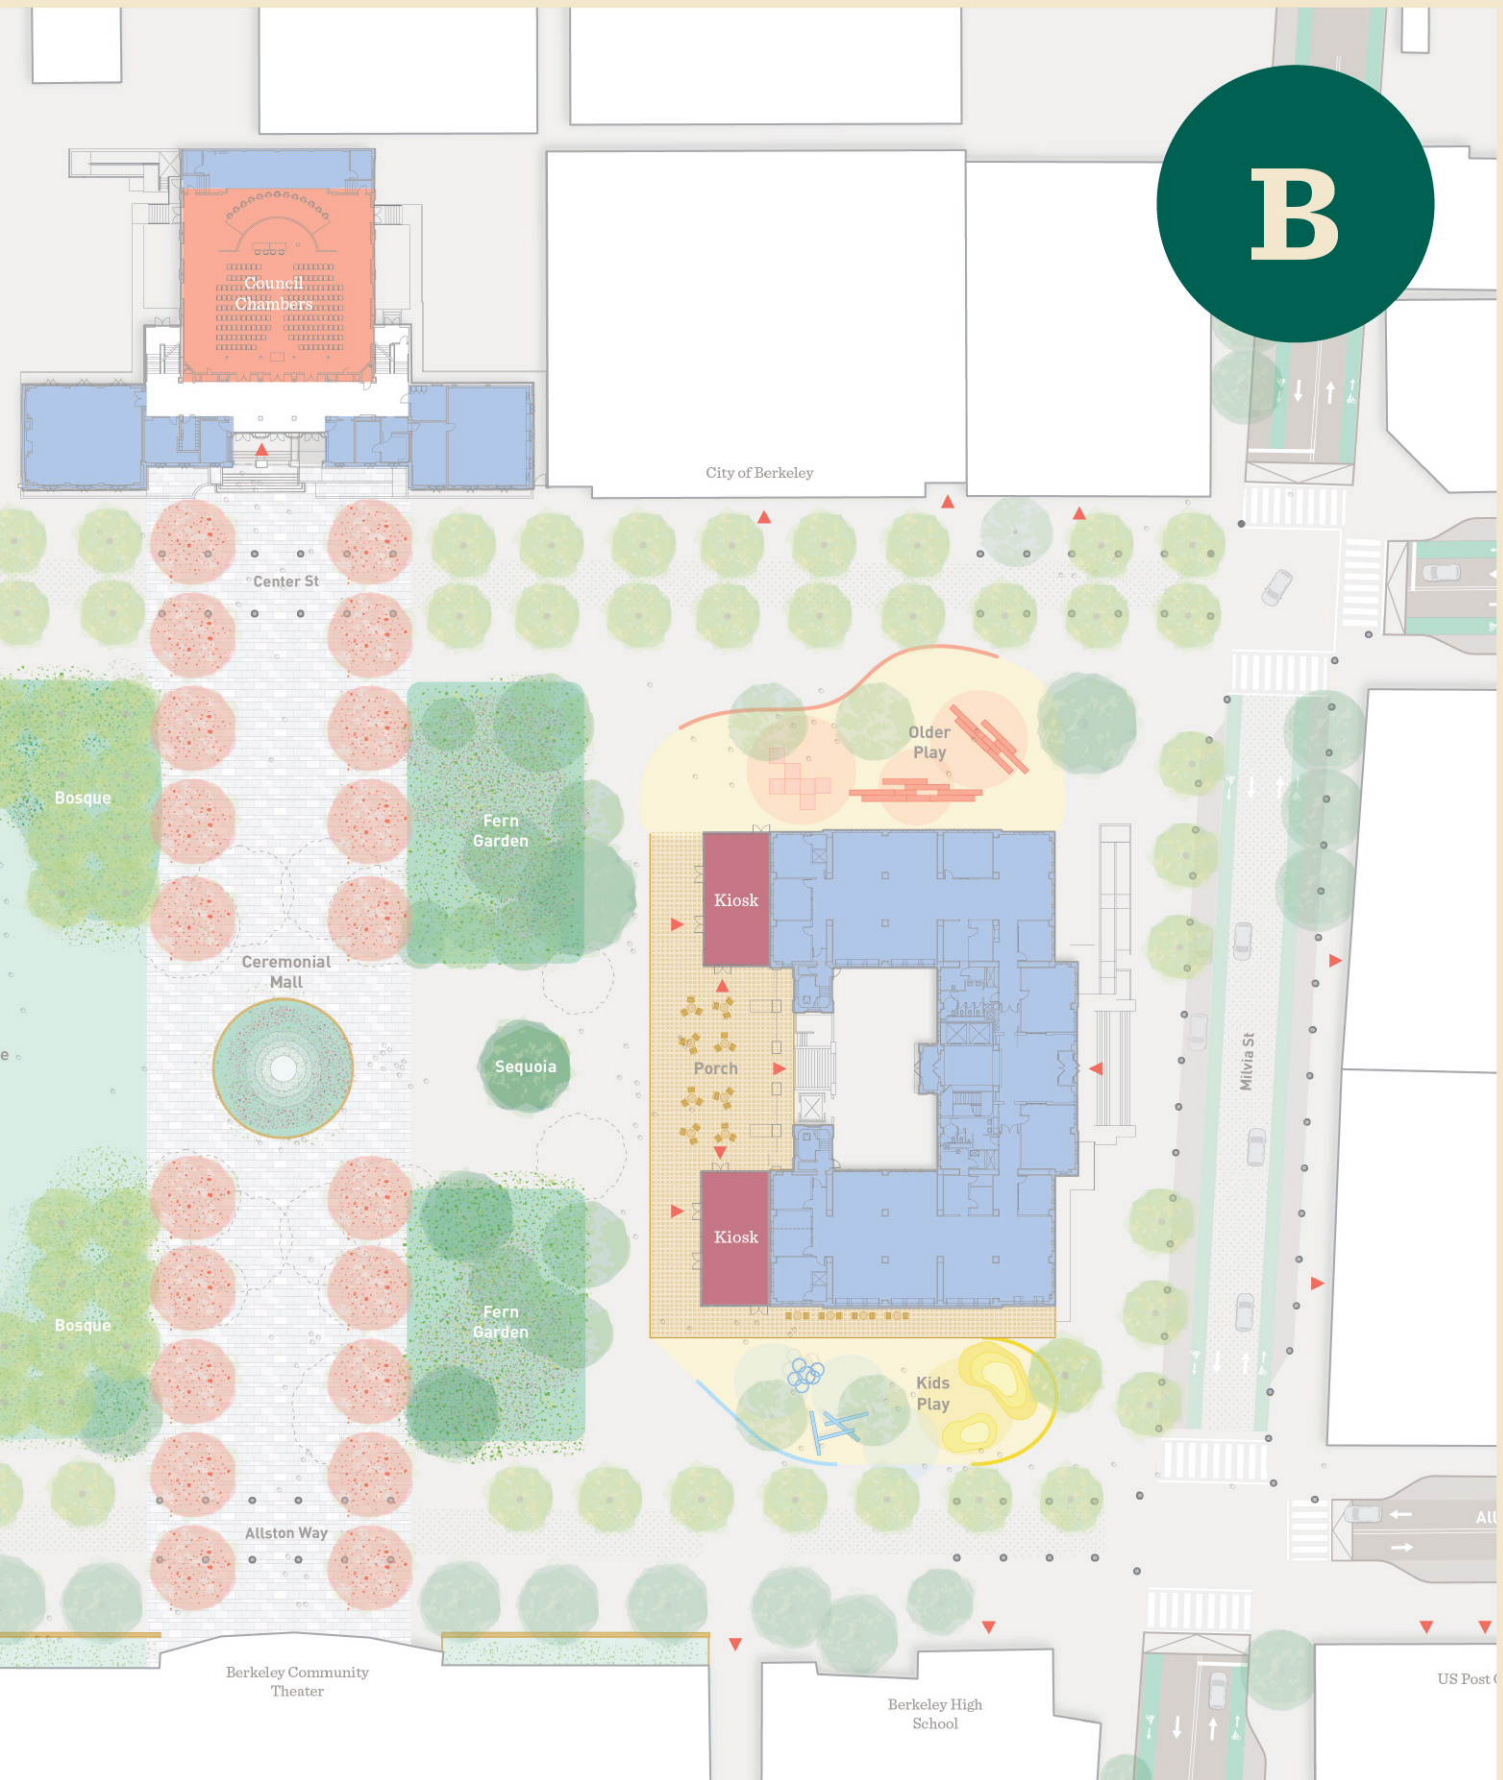 B
Council
Chambers
City of Berkeley
Center St
Older
Play
Bosque
Fern
Garden
Kiosk
Ceremonial
Mall
Sequoia
Porch
Milvia St
Kiosk
Bosque
Fern
Garden
Kids
Play
Allston Way
Berkeley Community
Theater
Berkeley High
School
US Post